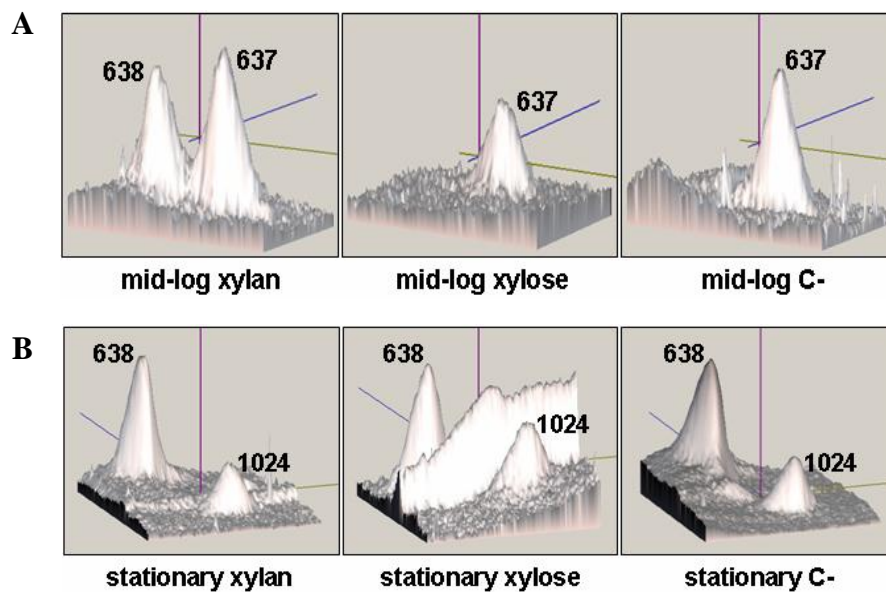 A
638 637
637
637
mid-log xylan mid-log xylose mid-log C-
B
638 1024
638 1024
638 1024
stationary xylan stationary xylose stationary C-